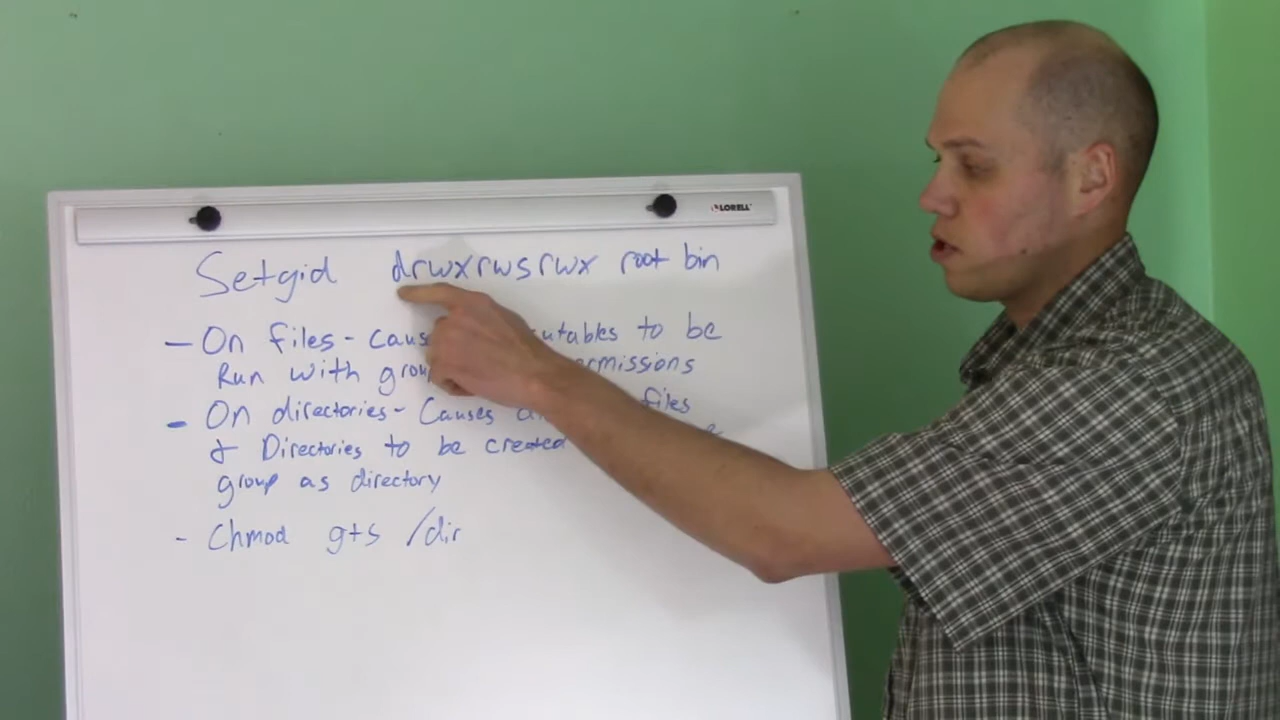 LORELL
Setgid drwxrwsrwx root bin
- On files - Caus utables to be
Run with grou rmissions
- On directories - Causes files
& Directories to be created
group as directory
- Chmod g+s /dir